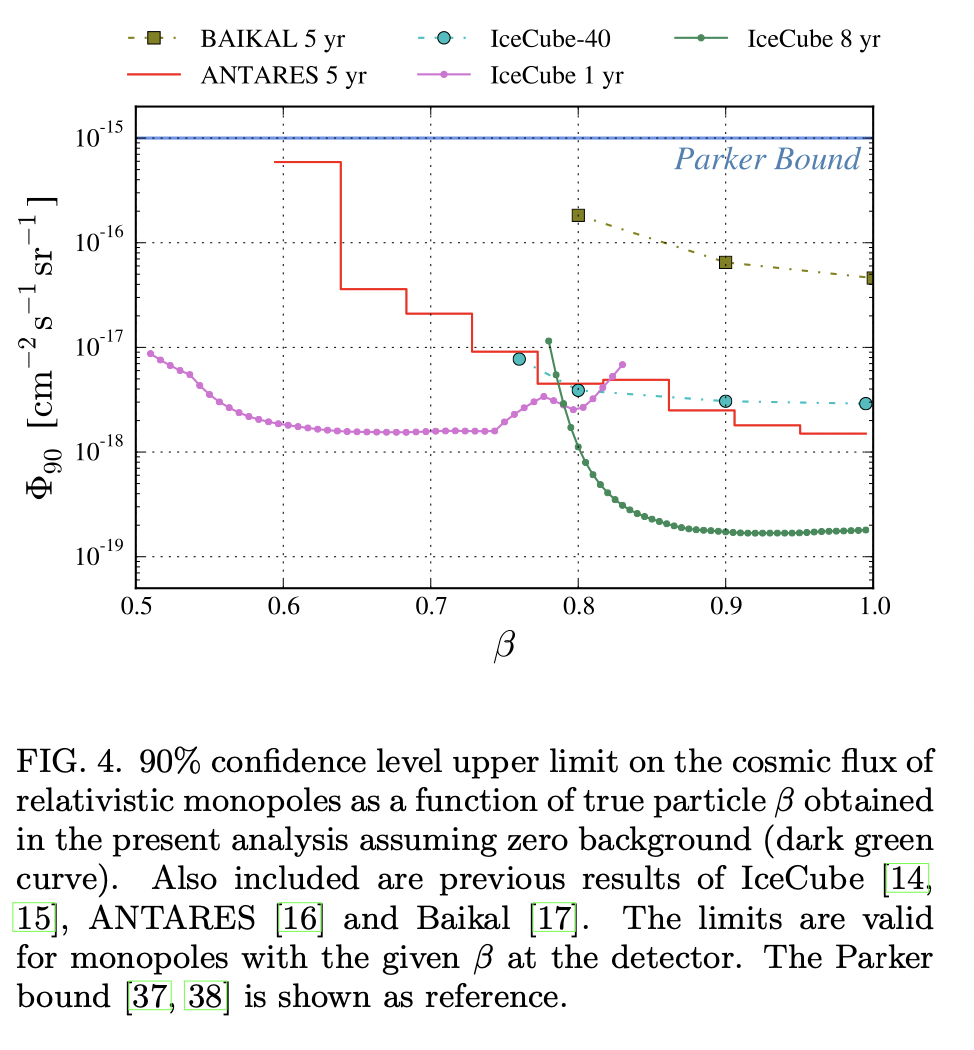 BAIKAL 5 yr
IceCube-40
IceCube 8 yr
ANTARES 5 yr
IceCube 1 yr
10^-15
Parker Bound
10^-16
10^-17
10^-18
10^-19
Φ_90 [cm^−2 s^−1 sr^−1]
0.5 0.6 0.7 0.8 0.9 1.0
β
FIG. 4. 90% confidence level upper limit on the cosmic flux of
relativistic monopoles as a function of true particle β obtained
in the present analysis assuming zero background (dark green
curve). Also included are previous results of IceCube [14,
15], ANTARES [16] and Baikal [17]. The limits are valid
for monopoles with the given β at the detector. The Parker
bound [37, 38] is shown as reference.